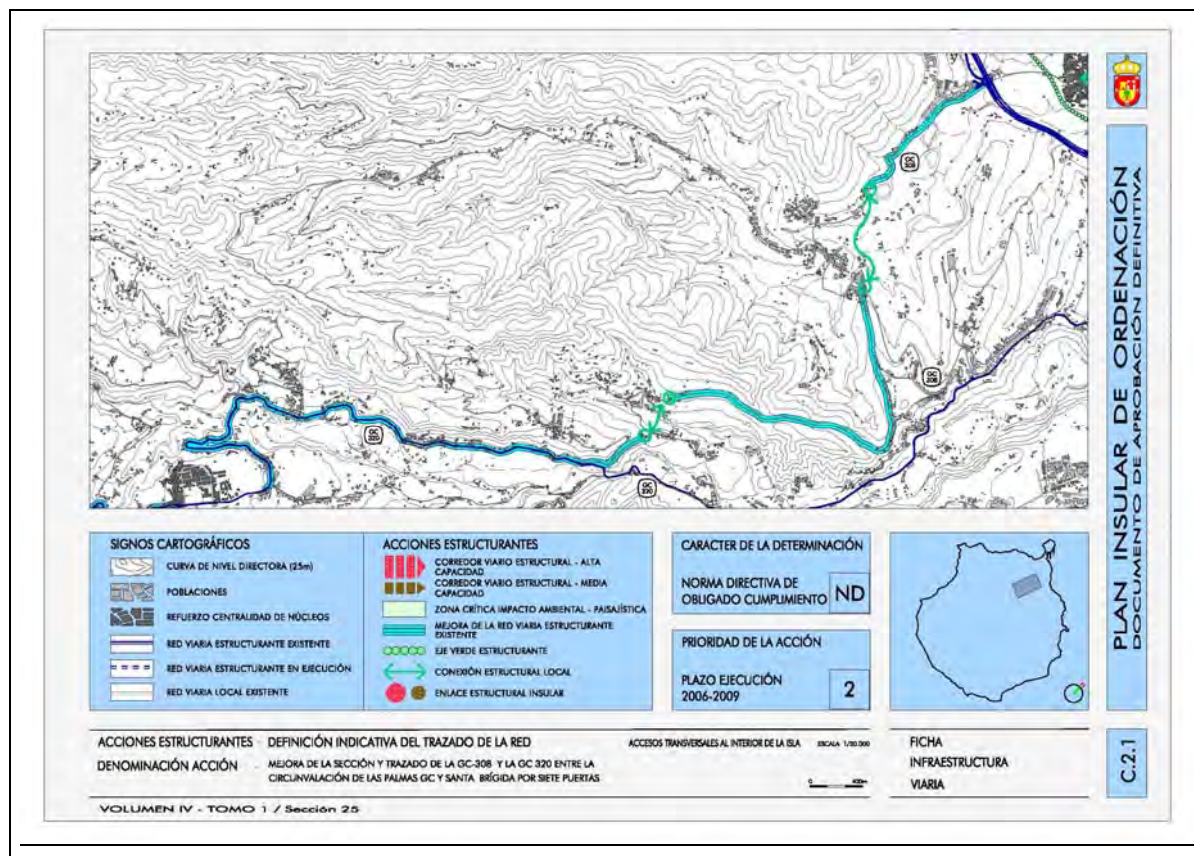 GC
308
GC
308
GC
320
GC
320
PLAN INSULAR DE ORDENACIÓN
DOCUMENTO DE APROBACIÓN DEFINITIVA
SIGNOS CARTOGRÁFICOS
CURVA DE NIVEL DIRECTORA (25m)
POBLACIONES
REFUERZO CENTRALIDAD DE NÚCLEOS
RED VIARIA ESTRUCTURANTE EXISTENTE
RED VIARIA ESTRUCTURANTE EN EJECUCIÓN
RED VIARIA LOCAL EXISTENTE
ACCIONES ESTRUCTURANTES
CORREDOR VIARIO ESTRUCTURAL - ALTA
CAPACIDAD
CORREDOR VIARIO ESTRUCTURAL - MEDIA
CAPACIDAD
ZONA CRÍTICA IMPACTO AMBIENTAL - PAISAJÍSTICA
MEJORA DE LA RED VIARIA ESTRUCTURANTE
EXISTENTE
EJE VERDE ESTRUCTURANTE
CONEXIÓN ESTRUCTURAL LOCAL
ENLACE ESTRUCTURAL INSULAR
CARACTER DE LA DETERMINACIÓN
NORMA DIRECTIVA DE
OBLIGADO CUMPLIMIENTO ND
PRIORIDAD DE LA ACCIÓN
PLAZO EJECUCIÓN
2006-2009 2
ACCIONES ESTRUCTURANTES - DEFINICIÓN INDICATIVA DEL TRAZADO DE LA RED
ACCESOS TRANSVERSALES AL INTERIOR DE LA ISLA ESCALA 1/20.000
DENOMINACIÓN ACCIÓN - MEJORA DE LA SECCIÓN Y TRAZADO DE LA GC-308 Y LA GC 320 ENTRE LA
CIRCUNVALACIÓN DE LAS PALMAS GC Y SANTA BRÍGIDA POR SIETE PUERTAS
0 400m
FICHA
INFRAESTRUCTURA
VIARIA
C.2.1
VOLUMEN IV - TOMO 1 / Sección 25